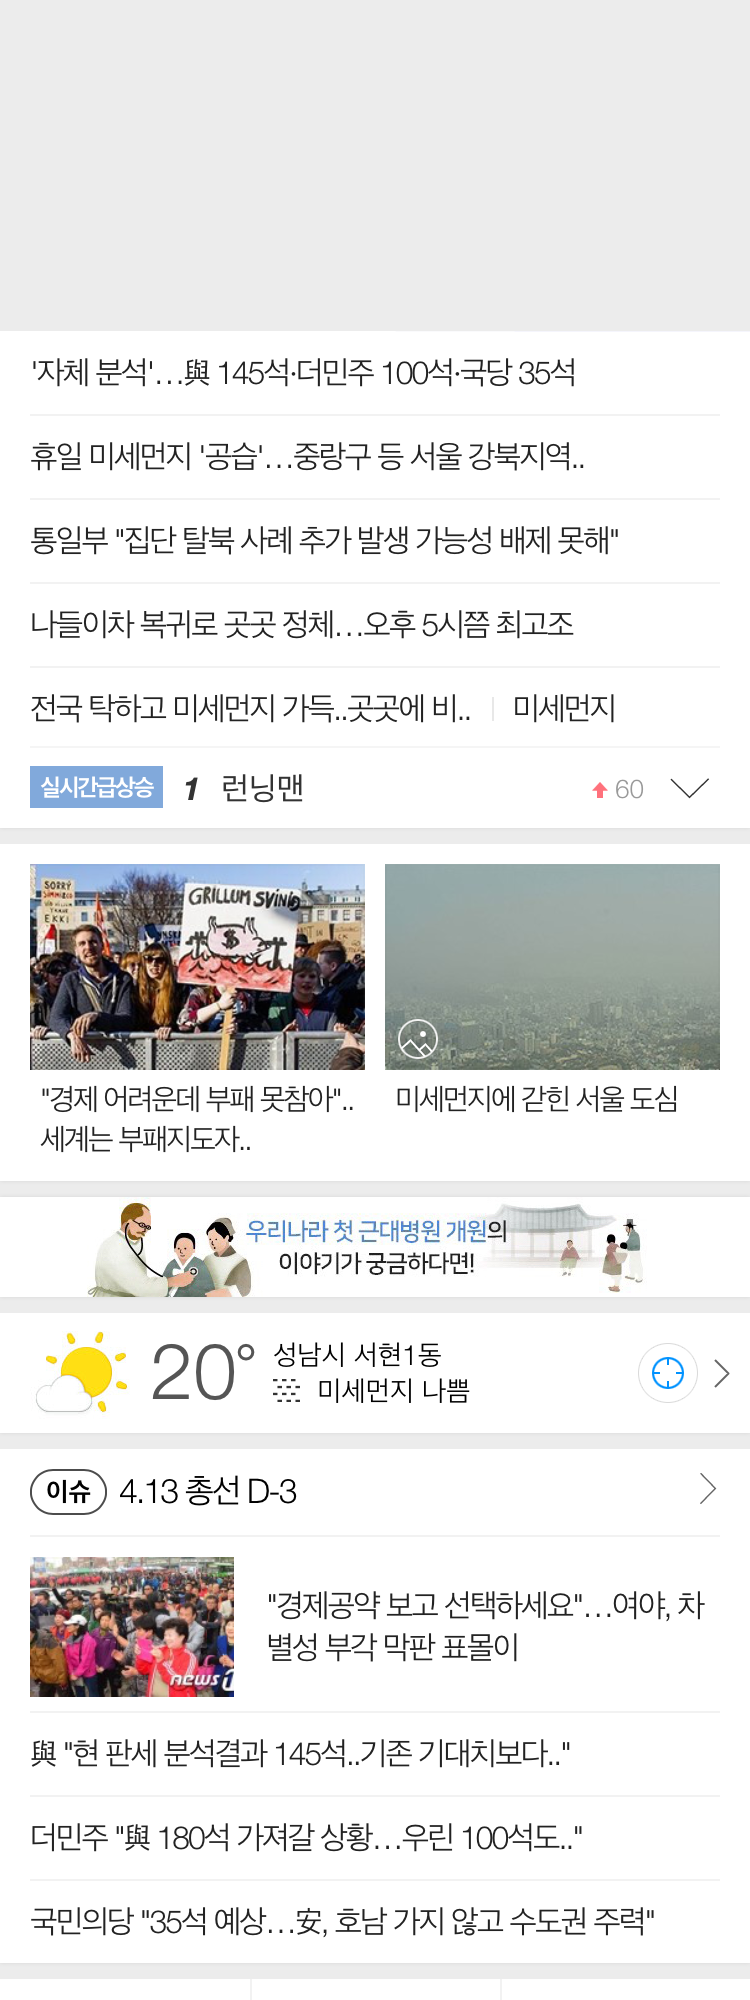 '자체 분석'…與 145석·더민주 100석·국당 35석
휴일 미세먼지 '공습'…중랑구 등 서울 강북지역..
통일부 "집단 탈북 사례 추가 발생 가능성 배제 못해"
나들이차 복귀로 곳곳 정체…오후 5시쯤 최고조
전국 탁하고 미세먼지 가득..곳곳에 비.. 미세먼지
실시간급상승 1 런닝맨 60
SORRY
EKKI
GRILLUM SVINIÐ
"경제 어려운데 부패 못참아"..
세계는 부패지도자..
미세먼지에 갇힌 서울 도심
우리나라 첫 근대병원 개원의
이야기가 궁금하다면!
20°
성남시 서현1동
미세먼지 나쁨
이슈 4.13 총선 D-3
news1
"경제공약 보고 선택하세요"…여야, 차
별성 부각 막판 표몰이
與 "현 판세 분석결과 145석..기존 기대치보다.."
더민주 "與 180석 가져갈 상황…우린 100석도.."
국민의당 "35석 예상…安, 호남 가지 않고 수도권 주력"